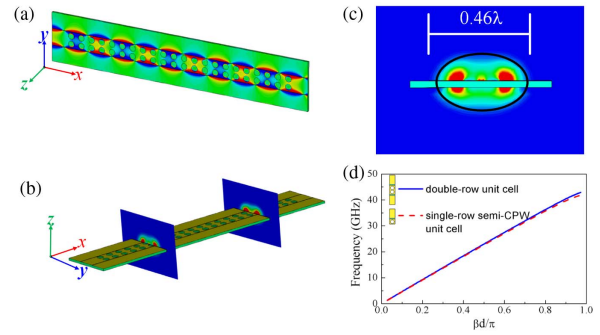 (a)
y
z
x
(b)
z
x
y
(c)
0.46λ
(d)
Frequency (GHz)
50
40
30
20
10
0
double-row unit cell
single-row semi-CPW
unit cell
0.0
0.2
0.4
0.6
0.8
1.0
βd/π